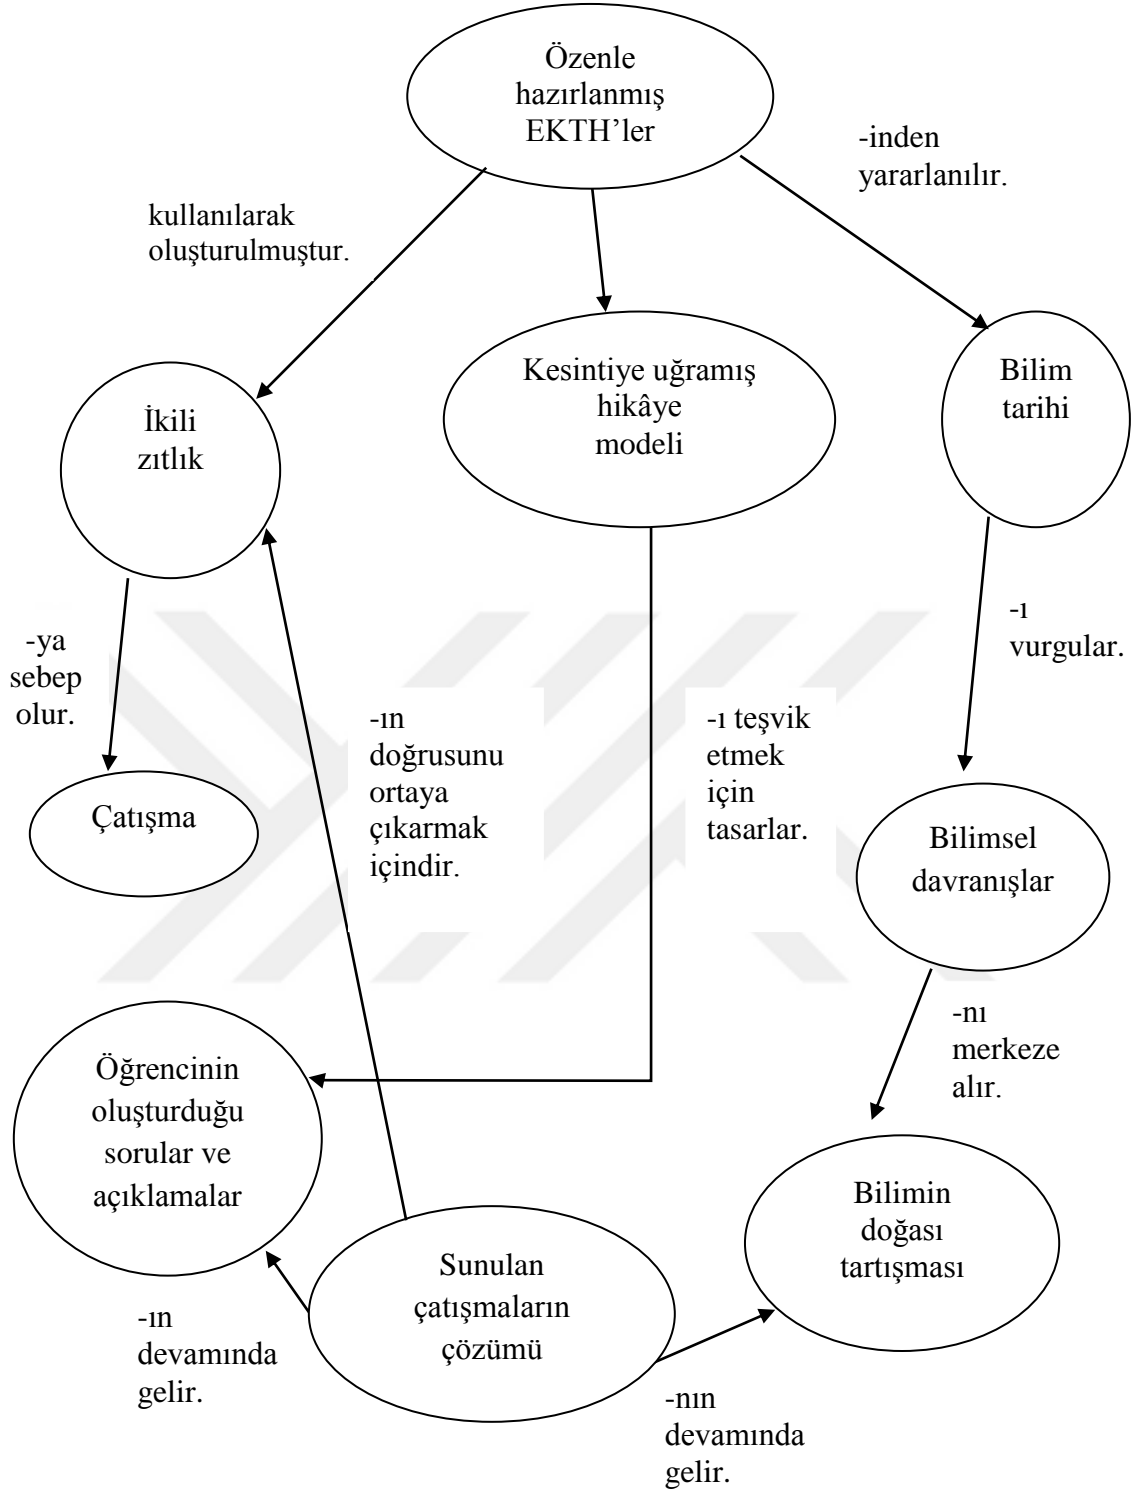 Özenle
hazırlanmış
EKTH’ler
-inden
yararlanılır.
kullanılarak
oluşturulmuştur.
Kesintiye uğramış
hikâye
modeli
Bilim
tarihi
İkili
zıtlık
-ya
sebep
olur.
-ı
vurgular.
-ın
doğrusunu
ortaya
çıkarmak
içindir.
-ı teşvik
etmek
için
tasarlar.
Çatışma
Bilimsel
davranışlar
-nı
merkeze
alır.
Öğrencinin
oluşturduğu
sorular ve
açıklamalar
Bilimin
doğası
tartışması
Sunulan
çatışmaların
çözümü
-ın
devamında
gelir.
-nın
devamında
gelir.